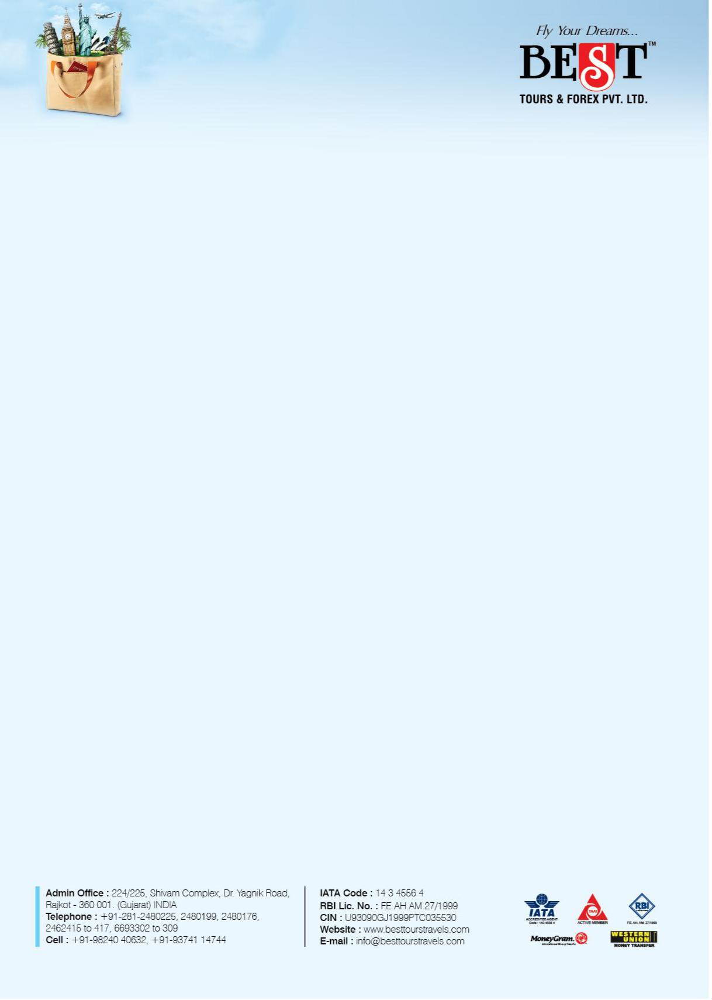 Fly Your Dreams...
BEST™
TOURS & FOREX PVT. LTD.
Admin Office : 224/225, Shivam Complex, Dr. Yagnik Road,
Rajkot - 360 001. (Gujarat) INDIA
Telephone : +91-281-2480225, 2480199, 2480176,
2462415 to 417, 6693302 to 309
Cell : +91-98240 40632, +91-93741 14744
IATA Code : 14 3 4556 4
RBI Lic. No. : FE.AH.AM.27/1999
CIN : U93090GJ1999PTC035530
Website : www.besttourstravels.com
E-mail : info@besttourstravels.com
IATA
ACCREDITED AGENT
Code : 143 4556 4
TAAI
ACTIVE MEMBER
RBI
FE. AH. AM. 27/1999
MoneyGram.
International Money Transfer
WESTERN
UNION
MONEY TRANSFER